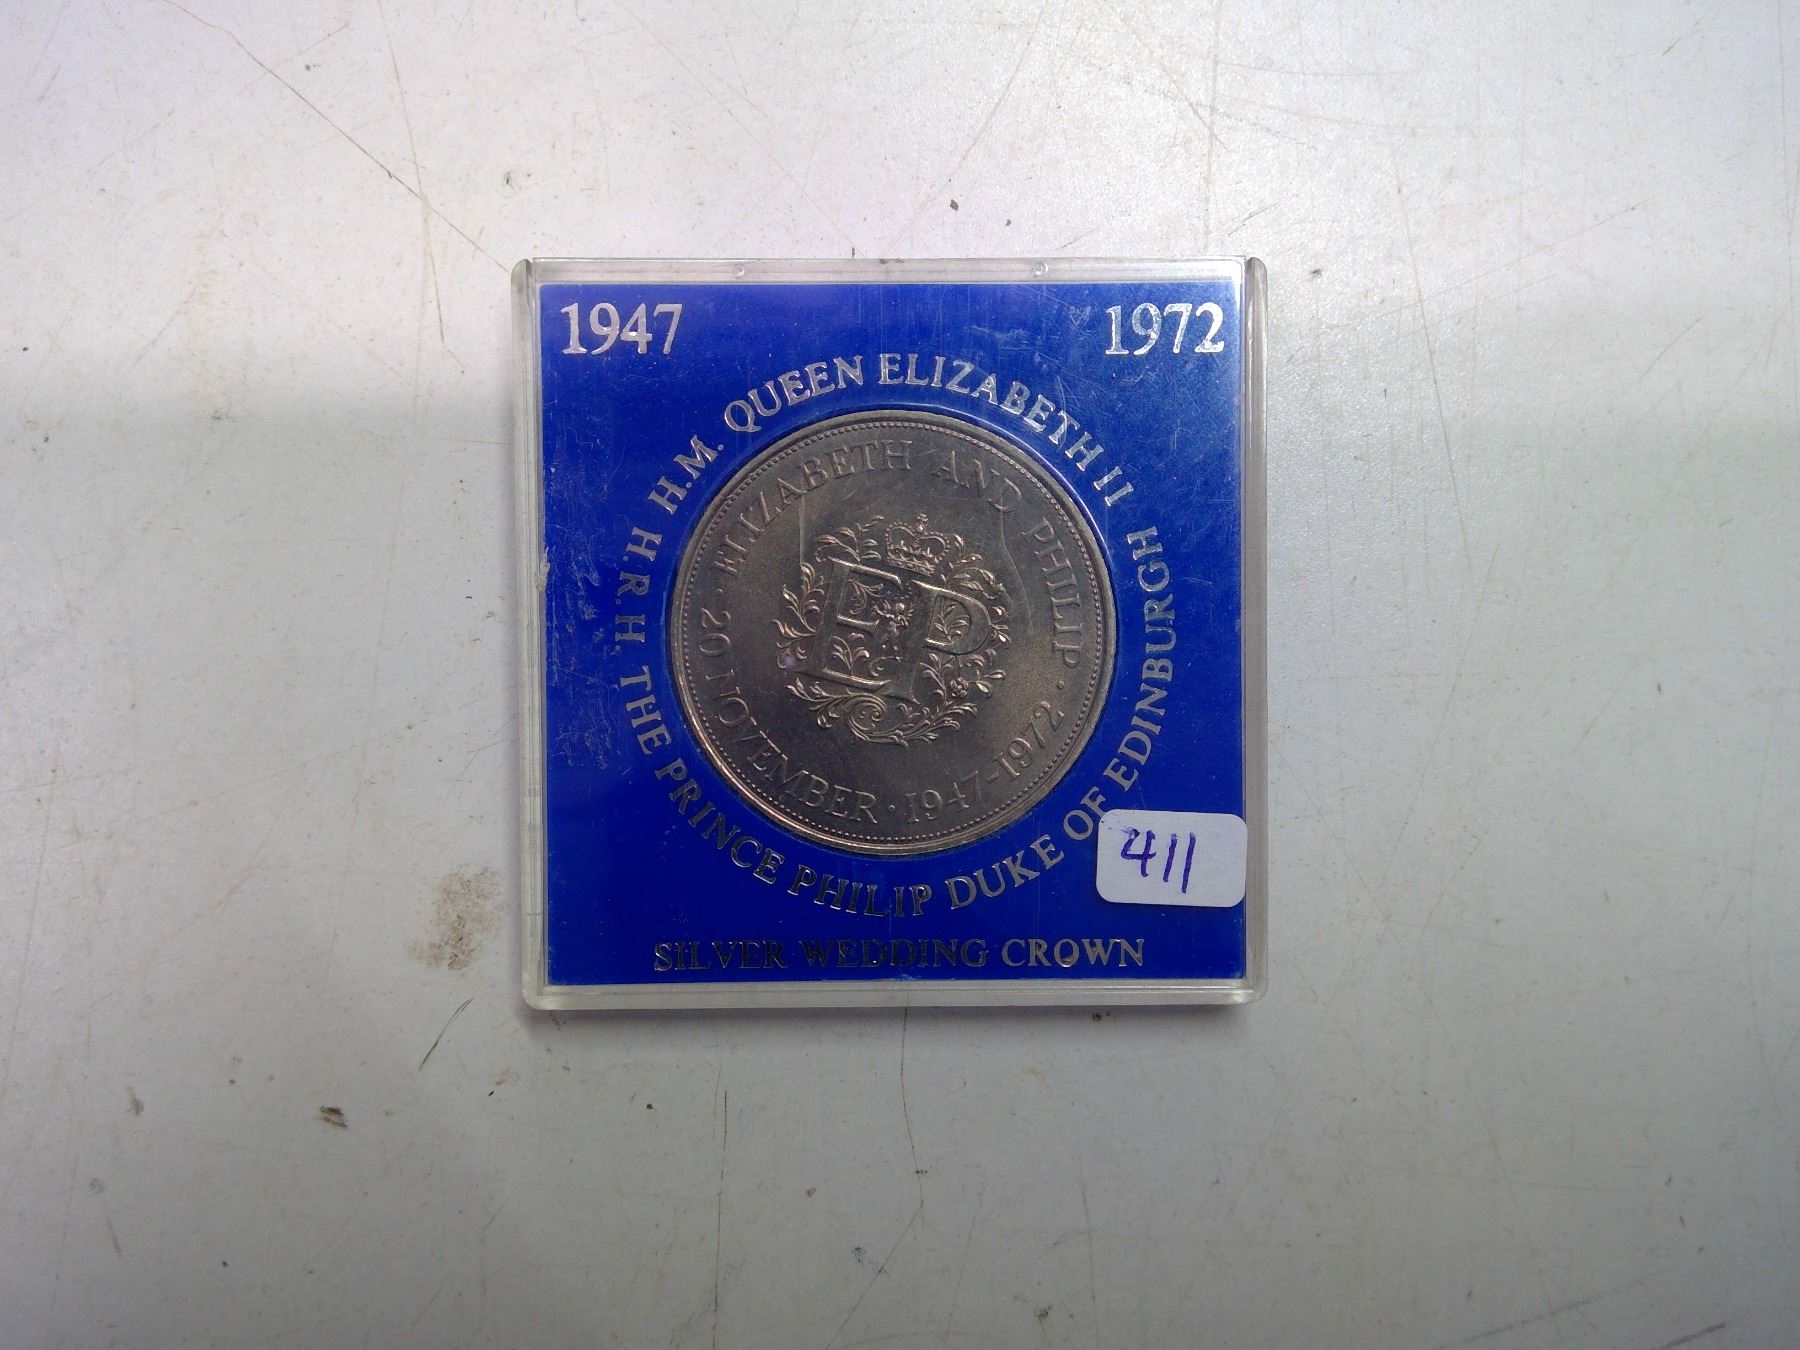 1947 1972
H.M. QUEEN ELIZABETH II
H.R.H. THE PRINCE PHILIP DUKE OF EDINBURGH
· ELIZABETH AND PHILIP ·
20 NOVEMBER · 1947-1972
EP
411
SILVER WEDDING CROWN